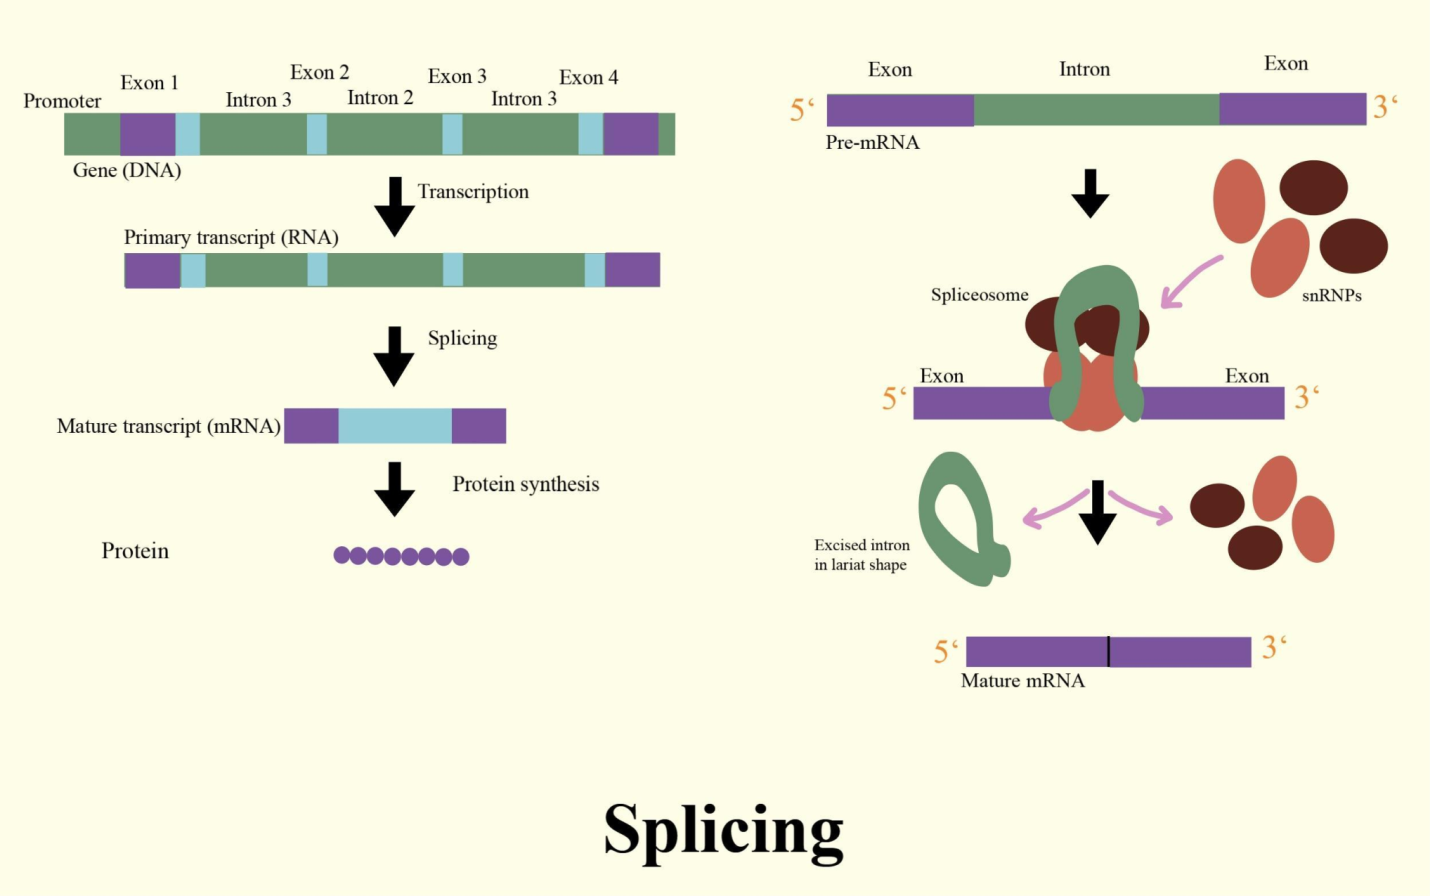 Exon 1
Exon 2
Exon 3
Exon 4
Promoter
Intron 3
Intron 2
Intron 3
Gene (DNA)
Transcription
Primary transcript (RNA)
Splicing
Mature transcript (mRNA)
Protein synthesis
Protein
Exon
Intron
Exon
5‘
3‘
Pre-mRNA
snRNPs
Spliceosome
Exon
Exon
5‘
3‘
Excised intron
in lariat shape
5‘
3‘
Mature mRNA
Splicing